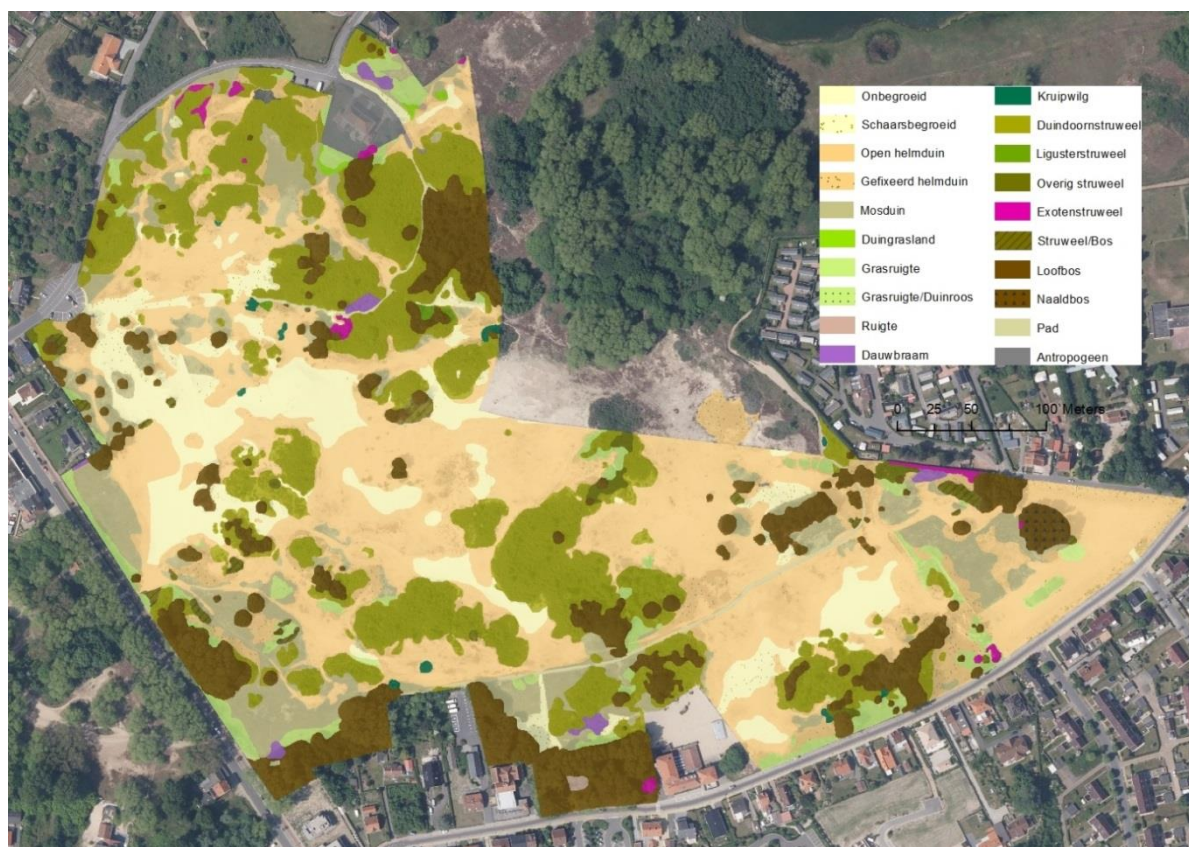 Onbegroeid
Schaarsbegroeid
Open helmduin
Gefixeerd helmduin
Mosduin
Duingrasland
Grasruigte
Grasruigte/Duinroos
Ruigte
Dauwbraam
Kruipwilg
Duindoornstruweel
Ligusterstruweel
Overig struweel
Exotenstruweel
Struweel/Bos
Loofbos
Naaldbos
Pad
Antropogeen
0 25 50 100 Meters